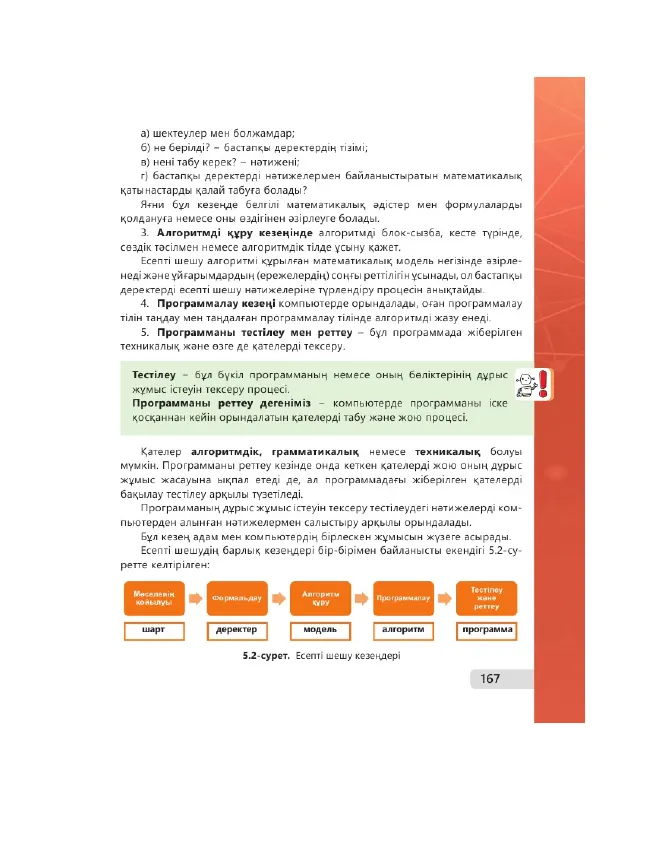 а) шектеулер мен болжамдар;
б) не берілді? – бастапқы деректердің тізімі;
в) нені табу керек? – нәтижені;
г) бастапқы деректерді нәтижелермен байланыстыратын математикалық
қатынастарды қалай табуға болады?
Яғни бұл кезеңде белгілі математикалық әдістер мен формулаларды
қолдануға немесе оны өздігінен әзірлеуге болады.
3. Алгоритмді құру кезеңінде алгоритмді блок-сызба, кесте түрінде,
сөздік тәсілмен немесе алгоритмдік тілде ұсыну қажет.
Есепті шешу алгоритмі құрылған математикалық модель негізінде әзірле-
неді және ұйғарымдардың (ережелердің) соңғы реттілігін ұсынады, ол бастапқы
деректерді есепті шешу нәтижелеріне түрлендіру процесін анықтайды.
4. Программалау кезеңі компьютерде орындалады, оған программалау
тілін таңдау мен таңдалған программалау тілінде алгоритмді жазу енеді.
5. Программаны тестілеу мен реттеу – бұл программада жіберілген
техникалық және өзге де қателерді тексеру.
Тестілеу – бұл бүкіл программаның немесе оның бөліктерінің дұрыс
жұмыс істеуін тексеру процесі.
Программаны реттеу дегеніміз – компьютерде программаны іске
қосқаннан кейін орындалатын қателерді табу және жою процесі.
Қателер алгоритмдік, грамматикалық немесе техникалық болуы
мүмкін. Программаны реттеу кезінде онда кеткен қателерді жою оның дұрыс
жұмыс жасауына ықпал етеді де, ал программадағы жіберілген қателерді
бақылау тестілеу арқылы түзетіледі.
Программаның дұрыс жұмыс істеуін тексеру тестілеудегі нәтижелерді ком-
пьютерден алынған нәтижелермен салыстыру арқылы орындалады.
Бұл кезең адам мен компьютердің бірлескен жұмысын жүзеге асырады.
Есепті шешудің барлық кезеңдері бір-бірімен байланысты екендігі 5.2-су-
ретте келтірілген:
Мәселенің қойылуы
Формальдау
Алгоритм құру
Программалау
Тестілеу және реттеу
шарт
деректер
модель
алгоритм
программа
5.2-сурет. Есепті шешу кезеңдері
167